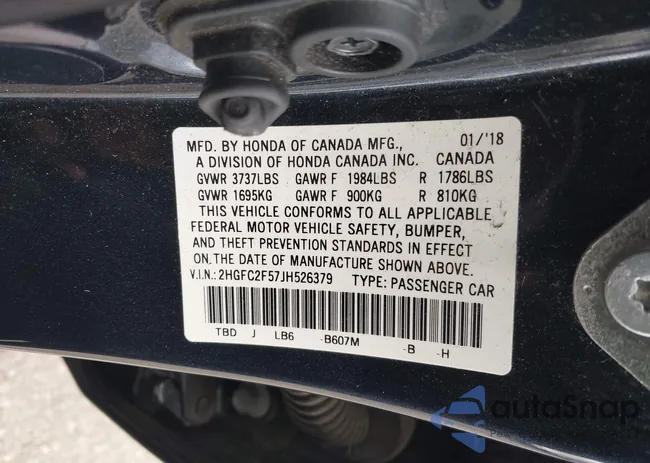 MFD. BY HONDA OF CANADA MFG., 01/'18
A DIVISION OF HONDA CANADA INC. CANADA
GVWR 3737LBS GAWR F 1984LBS R 1786LBS
GVWR 1695KG GAWR F 900KG R 810KG
THIS VEHICLE CONFORMS TO ALL APPLICABLE
FEDERAL MOTOR VEHICLE SAFETY, BUMPER,
AND THEFT PREVENTION STANDARDS IN EFFECT
ON.THE DATE OF MANUFACTURE SHOWN ABOVE.
V.I.N.: 2HGFC2F57JH526379 TYPE: PASSENGER CAR
TBD J LB6 -B607M -B -H
autoSnap